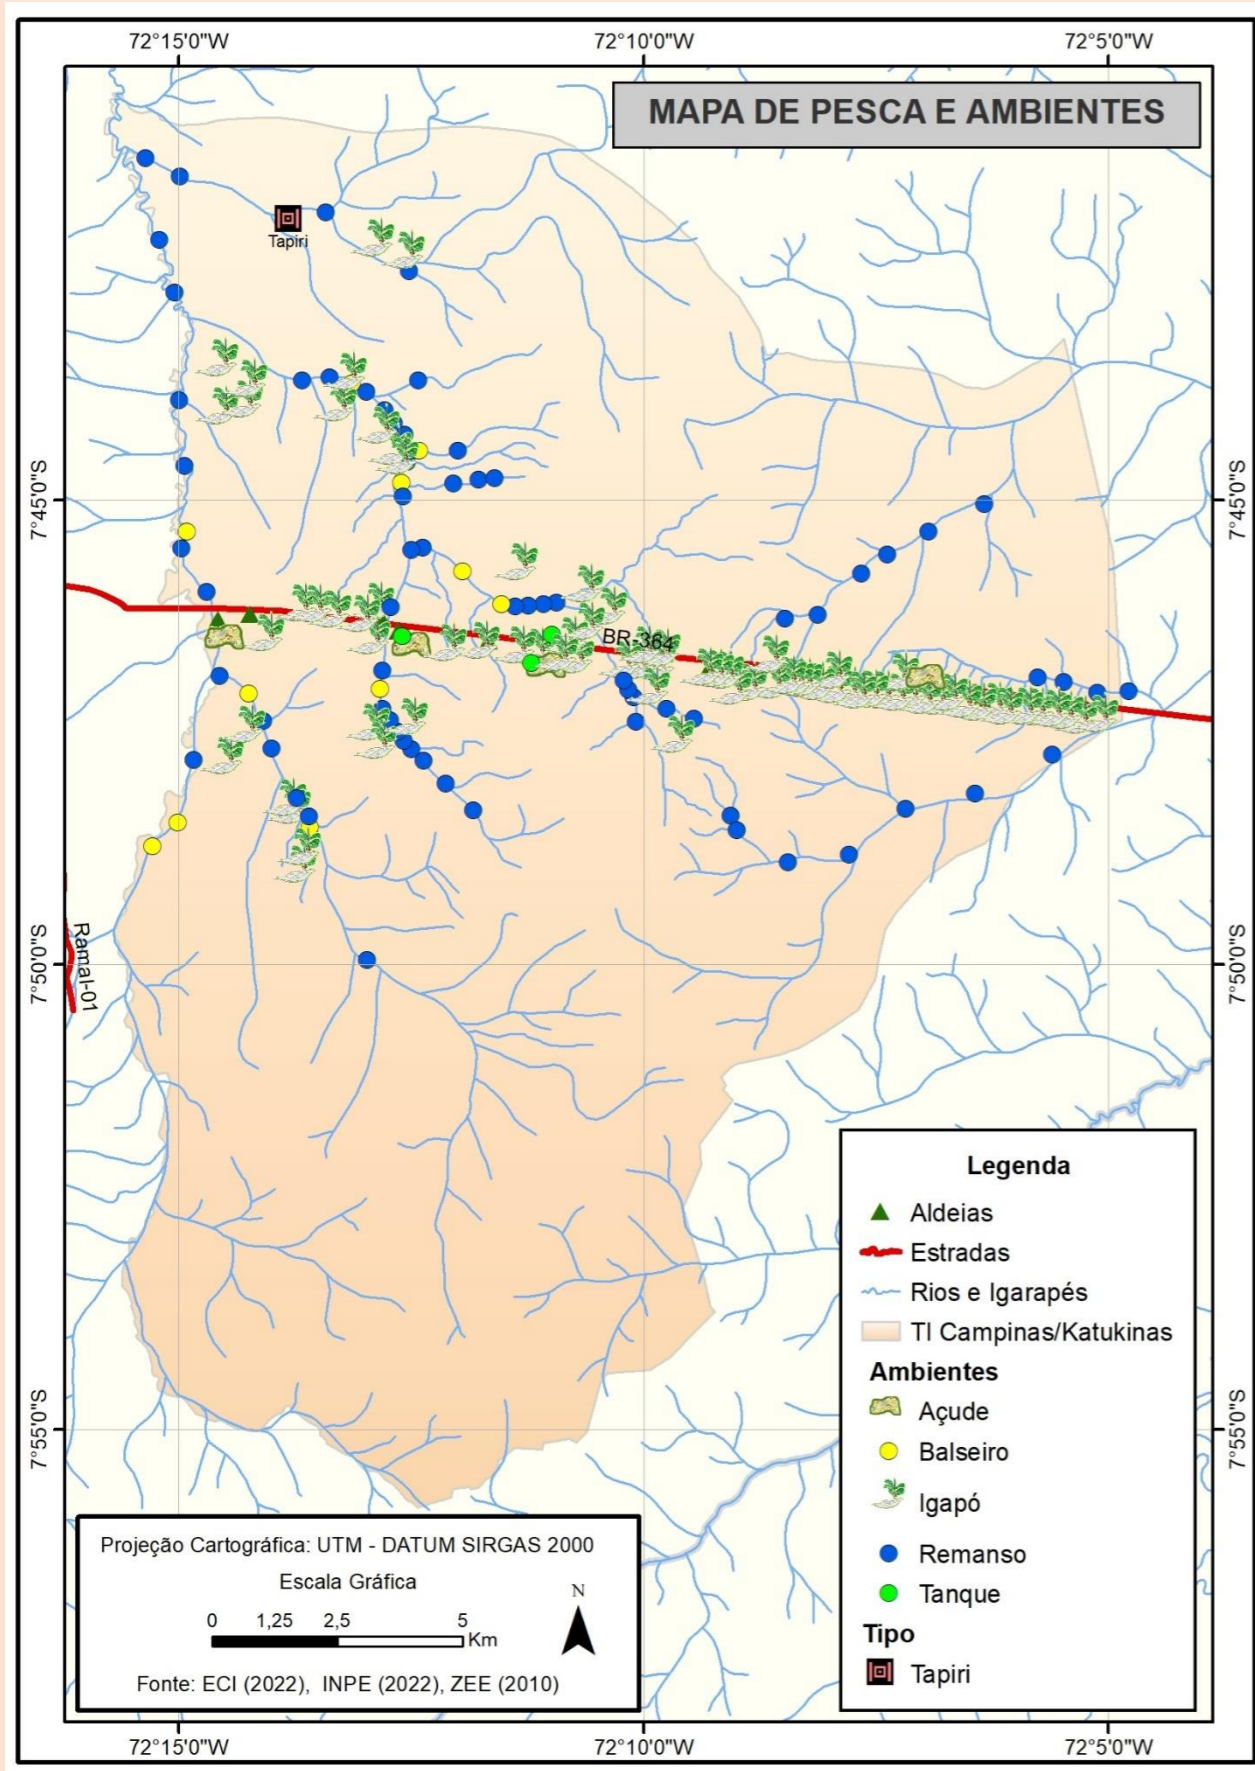 72°15'0"W
72°10'0"W
72°5'0"W
MAPA DE PESCA E AMBIENTES
Tapiri
7°45'0"S
7°45'0"S
BR-364
Ramal-01
7°50'0"S
7°50'0"S
Legenda
Aldeias
Estradas
Rios e Igarapés
TI Campinas/Katukinas
Ambientes
Açude
Balseiro
Igapó
Remanso
Tanque
Tipo
Tapiri
7°55'0"S
7°55'0"S
Projeção Cartográfica: UTM - DATUM SIRGAS 2000
Escala Gráfica
N
0 1,25 2,5 5
Km
Fonte: ECI (2022), INPE (2022), ZEE (2010)
72°15'0"W
72°10'0"W
72°5'0"W